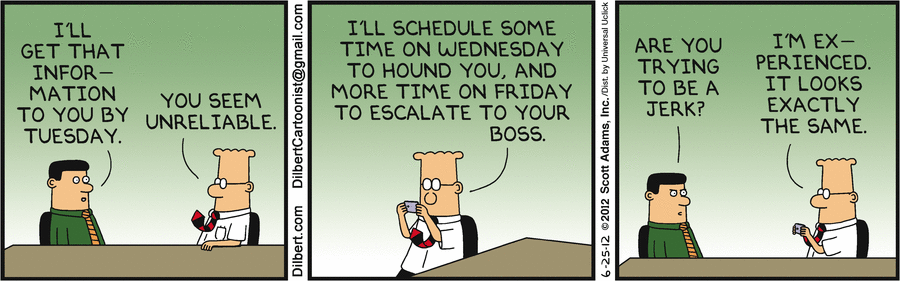 I'LL
GET THAT
INFOR-
MATION
TO YOU BY
TUESDAY.
YOU SEEM
UNRELIABLE.
Dilbert.com DilbertCartoonist@gmail.com
I'LL SCHEDULE SOME
TIME ON WEDNESDAY
TO HOUND YOU, AND
MORE TIME ON FRIDAY
TO ESCALATE TO YOUR
BOSS.
6-25-12 ©2012 Scott Adams, Inc. /Dist. by Universal Uclick
ARE YOU
TRYING
TO BE A
JERK?
I'M EX-
PERIENCED.
IT LOOKS
EXACTLY
THE SAME.